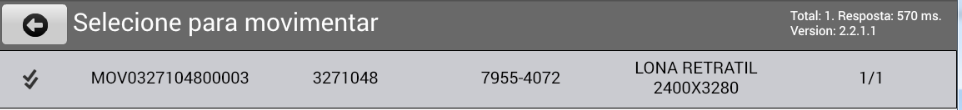 Selecione para movimentar
Total: 1. Resposta: 570 ms.
Version: 2.2.1.1
MOV0327104800003 3271048 7955-4072 LONA RETRATIL 2400X3280 1/1